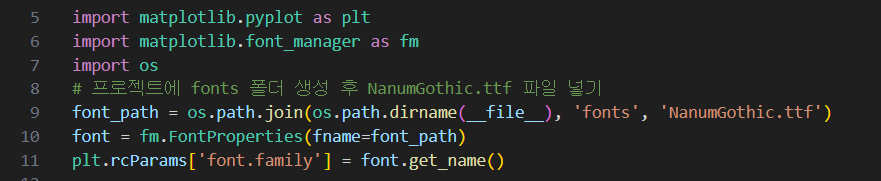 5 import matplotlib.pyplot as plt
6 import matplotlib.font_manager as fm
7 import os
8 # 프로젝트에 fonts 폴더 생성 후 NanumGothic.ttf 파일 넣기
9 font_path = os.path.join(os.path.dirname(__file__), 'fonts', 'NanumGothic.ttf')
10 font = fm.FontProperties(fname=font_path)
11 plt.rcParams['font.family'] = font.get_name()